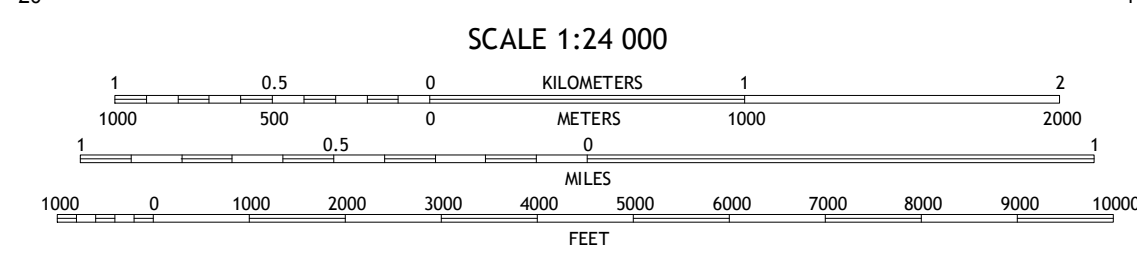 SCALE 1:24 000
1 0.5 0 KILOMETERS 1 2
1000 500 0 METERS 1000 2000
1 0.5 0 1
MILES
1000 0 1000 2000 3000 4000 5000 6000 7000 8000 9000 10000
FEET